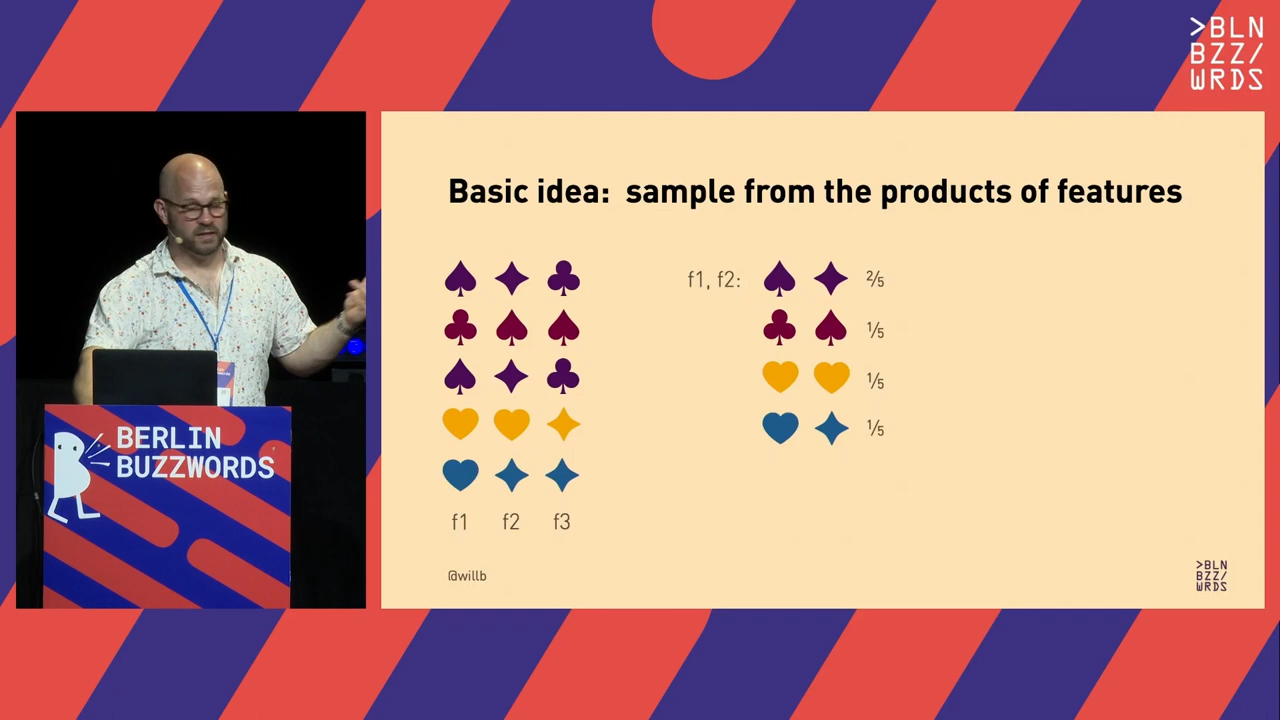 >BLN
BZZ/
WRDS
BERLIN
BUZZWORDS
Basic idea: sample from the products of features
f1, f2:
⅖
⅕
⅕
⅕
f1 f2 f3
@willb
>BLN
BZZ/
WRDS